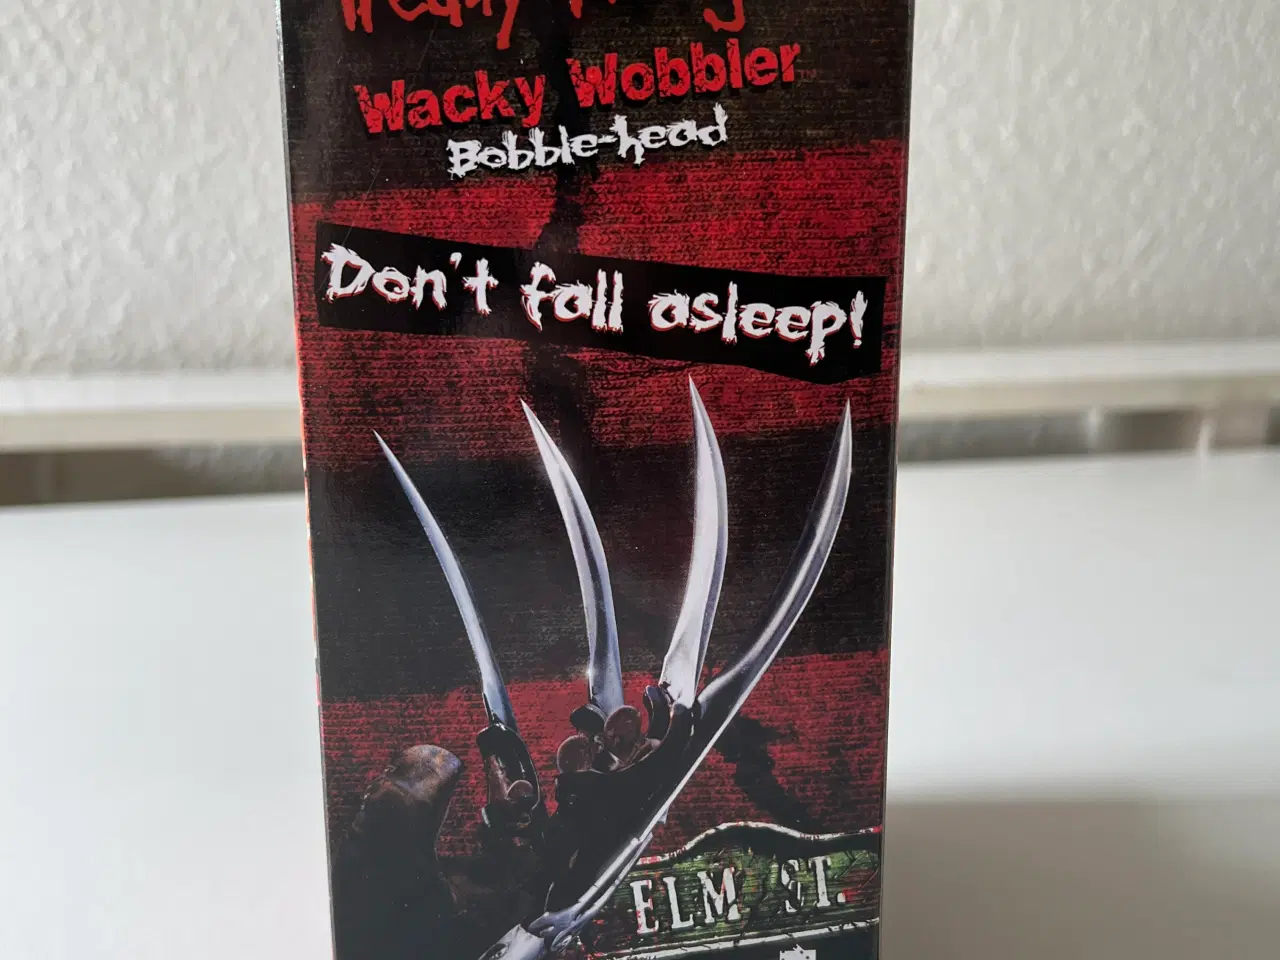 Wacky Wobbler
Bobble-head
Don't fall asleep!
ELM ST.